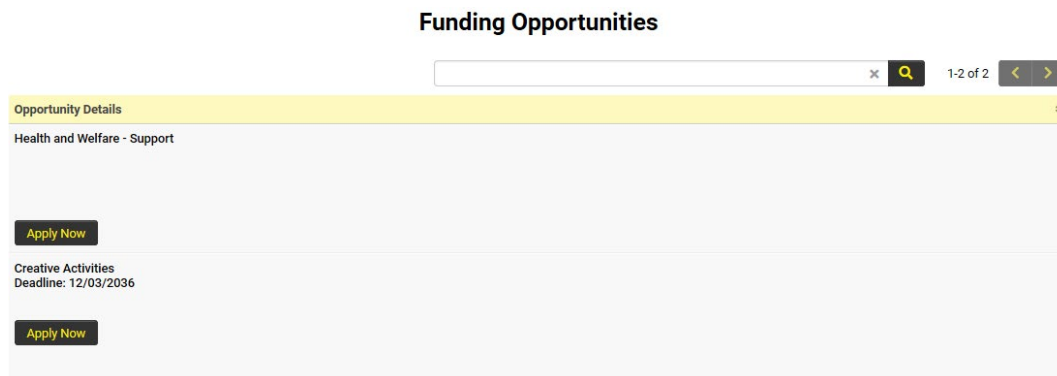 Funding Opportunities
1-2 of 2
Opportunity Details
Health and Welfare - Support
Apply Now
Creative Activities
Deadline: 12/03/2036
Apply Now